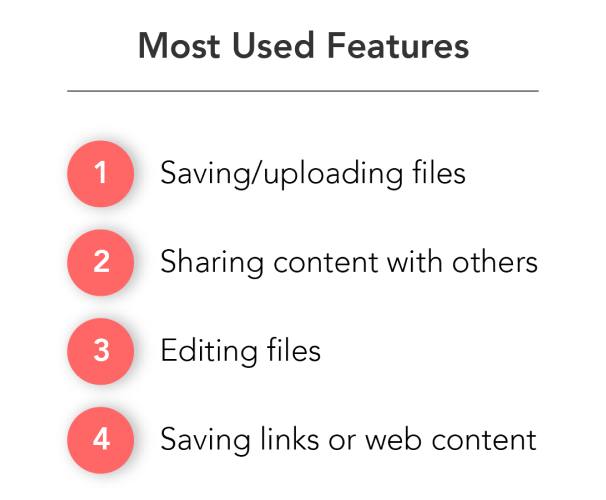 Most Used Features
1 Saving/uploading files
2 Sharing content with others
3 Editing files
4 Saving links or web content